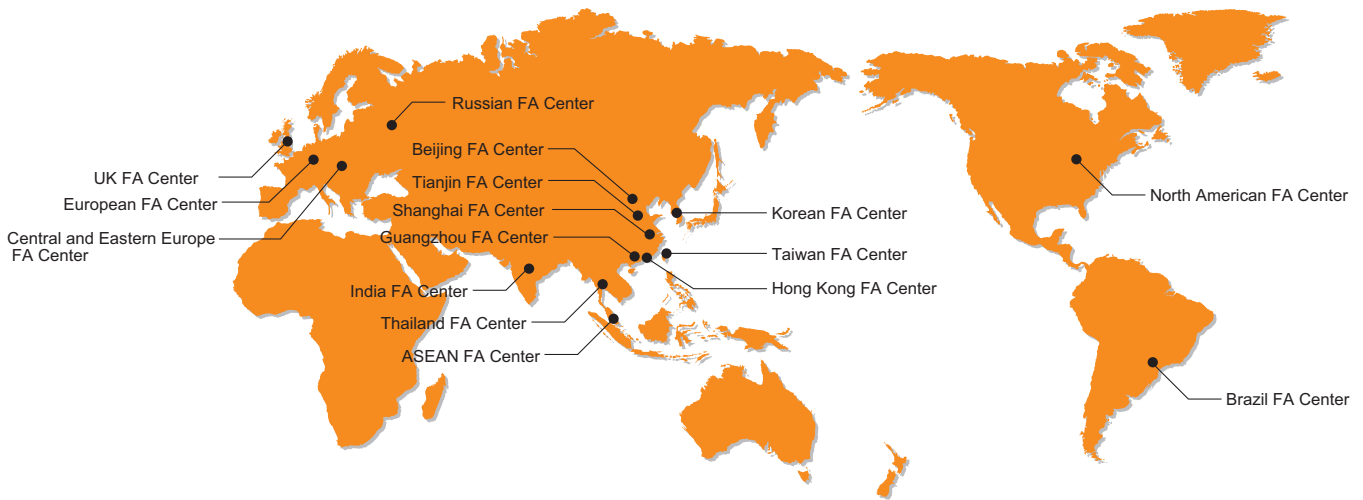 Russian FA Center
Beijing FA Center
UK FA Center
Tianjin FA Center
North American FA Center
European FA Center
Shanghai FA Center
Korean FA Center
Central and Eastern Europe
FA Center
Guangzhou FA Center
Taiwan FA Center
India FA Center
Hong Kong FA Center
Thailand FA Center
ASEAN FA Center
Brazil FA Center